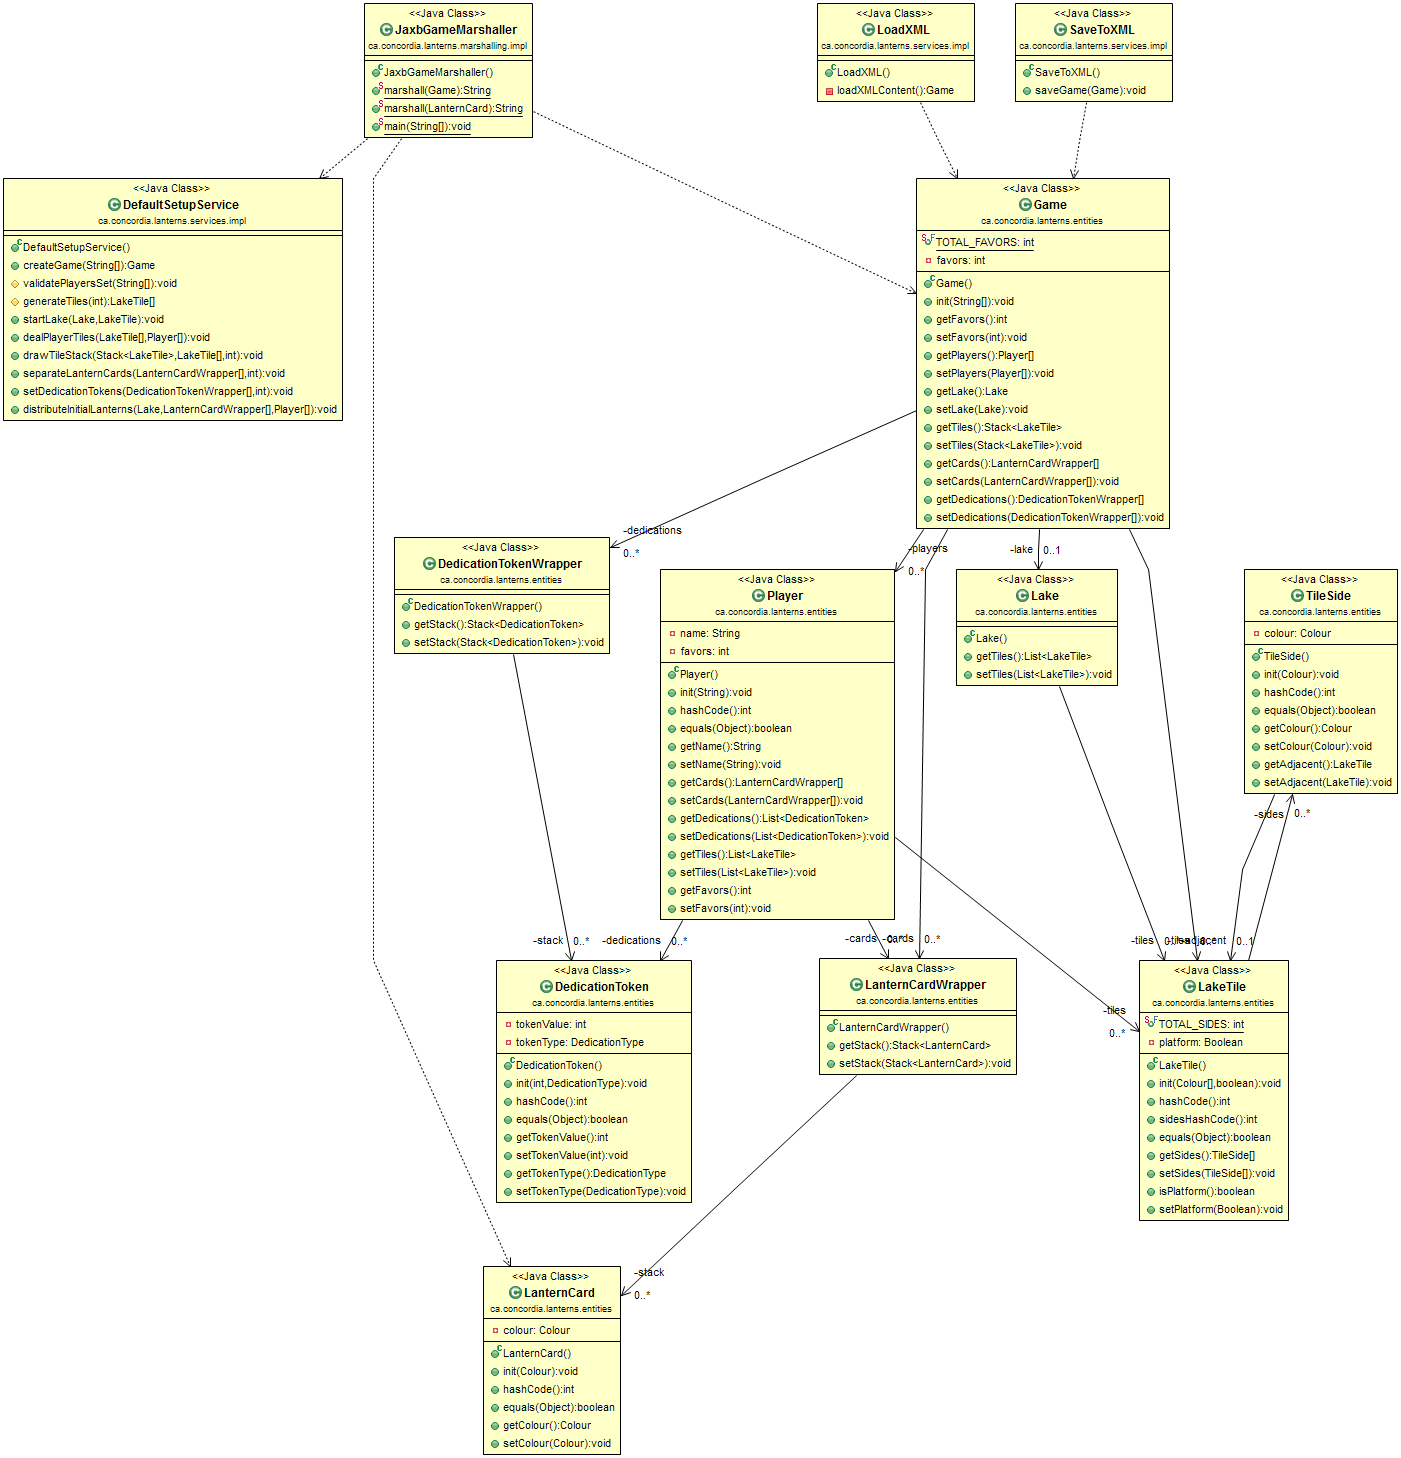 <<Java Class>>
JaxbGameMarshaller
ca.concordia.lanterns.marshalling.impl
JaxbGameMarshaller()
marshall(Game):String
marshall(LanternCard):String
main(String[]):void
<<Java Class>>
LoadXML
ca.concordia.lanterns.services.impl
LoadXML()
loadXMLContent():Game
<<Java Class>>
SaveToXML
ca.concordia.lanterns.services.impl
SaveToXML()
saveGame(Game):void
<<Java Class>>
DefaultSetupService
ca.concordia.lanterns.services.impl
DefaultSetupService()
createGame(String[]):Game
validatePlayersSet(String[]):void
generateTiles(int):LakeTile[]
startLake(Lake,LakeTile):void
dealPlayerTiles(LakeTile[],Player[]):void
drawTileStack(Stack<LakeTile>,LakeTile[],int):void
separateLanternCards(LanternCardWrapper[],int):void
setDedicationTokens(DedicationTokenWrapper[],int):void
distributeInitialLanterns(Lake,LanternCardWrapper[],Player[]):void
<<Java Class>>
Game
ca.concordia.lanterns.entities
TOTAL_FAVORS: int
favors: int
Game()
init(String[]):void
getFavors():int
setFavors(int):void
getPlayers():Player[]
setPlayers(Player[]):void
getLake():Lake
setLake(Lake):void
getTiles():Stack<LakeTile>
setTiles(Stack<LakeTile>):void
getCards():LanternCardWrapper[]
setCards(LanternCardWrapper[]):void
getDedications():DedicationTokenWrapper[]
setDedications(DedicationTokenWrapper[]):void
-dedications
0..*
-players
0..*
-lake
0..1
<<Java Class>>
DedicationTokenWrapper
ca.concordia.lanterns.entities
DedicationTokenWrapper()
getStack():Stack<DedicationToken>
setStack(Stack<DedicationToken>):void
<<Java Class>>
Player
ca.concordia.lanterns.entities
name: String
favors: int
Player()
init(String):void
hashCode():int
equals(Object):boolean
getName():String
setName(String):void
getCards():LanternCardWrapper[]
setCards(LanternCardWrapper[]):void
getDedications():List<DedicationToken>
setDedications(List<DedicationToken>):void
getTiles():List<LakeTile>
setTiles(List<LakeTile>):void
getFavors():int
setFavors(int):void
<<Java Class>>
Lake
ca.concordia.lanterns.entities
Lake()
getTiles():List<LakeTile>
setTiles(List<LakeTile>):void
<<Java Class>>
TileSide
ca.concordia.lanterns.entities
colour: Colour
TileSide()
init(Colour):void
hashCode():int
equals(Object):boolean
getColour():Colour
setColour(Colour):void
getAdjacent():LakeTile
setAdjacent(LakeTile):void
-sides
0..*
-stack
0..*
-dedications
0..*
-cards
-cards
0..*
-tiles
-adjacent
0..1
-tiles
0..*
<<Java Class>>
DedicationToken
ca.concordia.lanterns.entities
tokenValue: int
tokenType: DedicationType
DedicationToken()
init(int,DedicationType):void
hashCode():int
equals(Object):boolean
getTokenValue():int
setTokenValue(int):void
getTokenType():DedicationType
setTokenType(DedicationType):void
<<Java Class>>
LanternCardWrapper
ca.concordia.lanterns.entities
LanternCardWrapper()
getStack():Stack<LanternCard>
setStack(Stack<LanternCard>):void
<<Java Class>>
LakeTile
ca.concordia.lanterns.entities
TOTAL_SIDES: int
platform: Boolean
LakeTile()
init(Colour[],boolean):void
hashCode():int
sidesHashCode():int
equals(Object):boolean
getSides():TileSide[]
setSides(TileSide[]):void
isPlatform():boolean
setPlatform(Boolean):void
-stack
0..*
<<Java Class>>
LanternCard
ca.concordia.lanterns.entities
colour: Colour
LanternCard()
init(Colour):void
hashCode():int
equals(Object):boolean
getColour():Colour
setColour(Colour):void